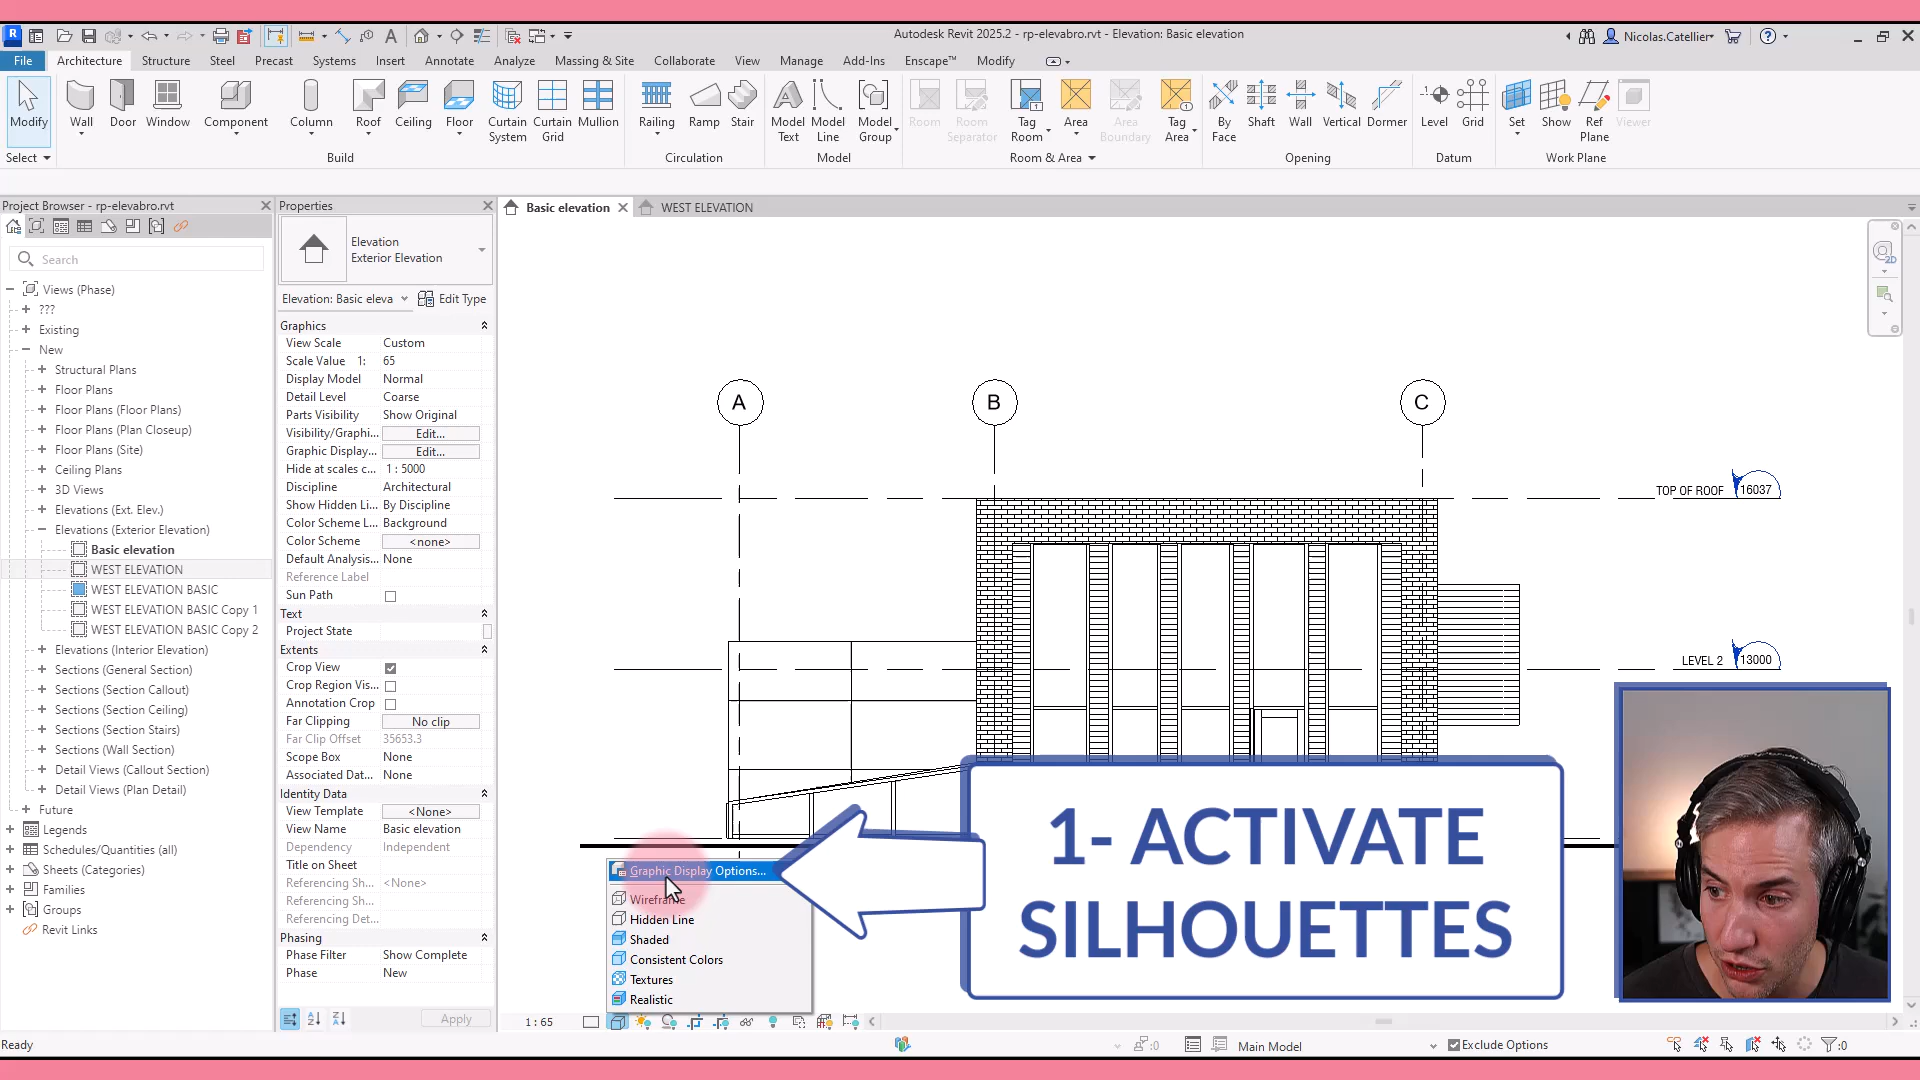 Autodesk Revit 2025.2 - rp-elevabro.rvt - Elevation: Basic elevation
Nicolas.Catellier
File Architecture Structure Steel Precast Systems Insert Annotate Analyze Massing & Site Collaborate View Manage Add-Ins Enscape™ Modify
Modify Wall Door Window Component Column Roof Ceiling Floor Curtain System Curtain Grid Mullion Railing Ramp Stair Model Text Model Line Model Group Room Room Separator Tag Room Area Area Boundary Tag Area By Face Shaft Wall Vertical Dormer Level Grid Set Show Ref Plane Viewer
Select Build Circulation Model Room & Area Opening Datum Work Plane
Project Browser - rp-elevabro.rvt
Search
Views (Phase)
???
Existing
New
Structural Plans
Floor Plans
Floor Plans (Floor Plans)
Floor Plans (Plan Closeup)
Floor Plans (Site)
Ceiling Plans
3D Views
Elevations (Ext. Elev.)
Elevations (Exterior Elevation)
Basic elevation
WEST ELEVATION
WEST ELEVATION BASIC
WEST ELEVATION BASIC Copy 1
WEST ELEVATION BASIC Copy 2
Elevations (Interior Elevation)
Sections (General Section)
Sections (Section Callout)
Sections (Section Ceiling)
Sections (Section Stairs)
Sections (Wall Section)
Detail Views (Callout Section)
Detail Views (Plan Detail)
Future
Legends
Schedules/Quantities (all)
Sheets (Categories)
Families
Groups
Revit Links
Properties
Elevation
Exterior Elevation
Elevation: Basic eleva Edit Type
Graphics
View Scale Custom
Scale Value 1: 65
Display Model Normal
Detail Level Coarse
Parts Visibility Show Original
Visibility/Graphi... Edit...
Graphic Display... Edit...
Hide at scales c... 1 : 5000
Discipline Architectural
Show Hidden Li... By Discipline
Color Scheme L... Background
Color Scheme <none>
Default Analysis... None
Reference Label
Sun Path
Text
Project State
Extents
Crop View
Crop Region Vis...
Annotation Crop
Far Clipping No clip
Far Clip Offset 35653.3
Scope Box None
Associated Dat... None
Identity Data
View Template <None>
View Name Basic elevation
Dependency Independent
Title on Sheet
Referencing Sh... <None>
Referencing Sh...
Referencing Det...
Phasing
Phase Filter Show Complete
Phase New
Apply
Basic elevation WEST ELEVATION
A B C
TOP OF ROOF 16037
LEVEL 2 13000
Graphic Display Options...
Wireframe
Hidden Line
Shaded
Consistent Colors
Textures
Realistic
1- ACTIVATE
SILHOUETTES
2D
1 : 65
Ready
:0
Main Model
Exclude Options
:0